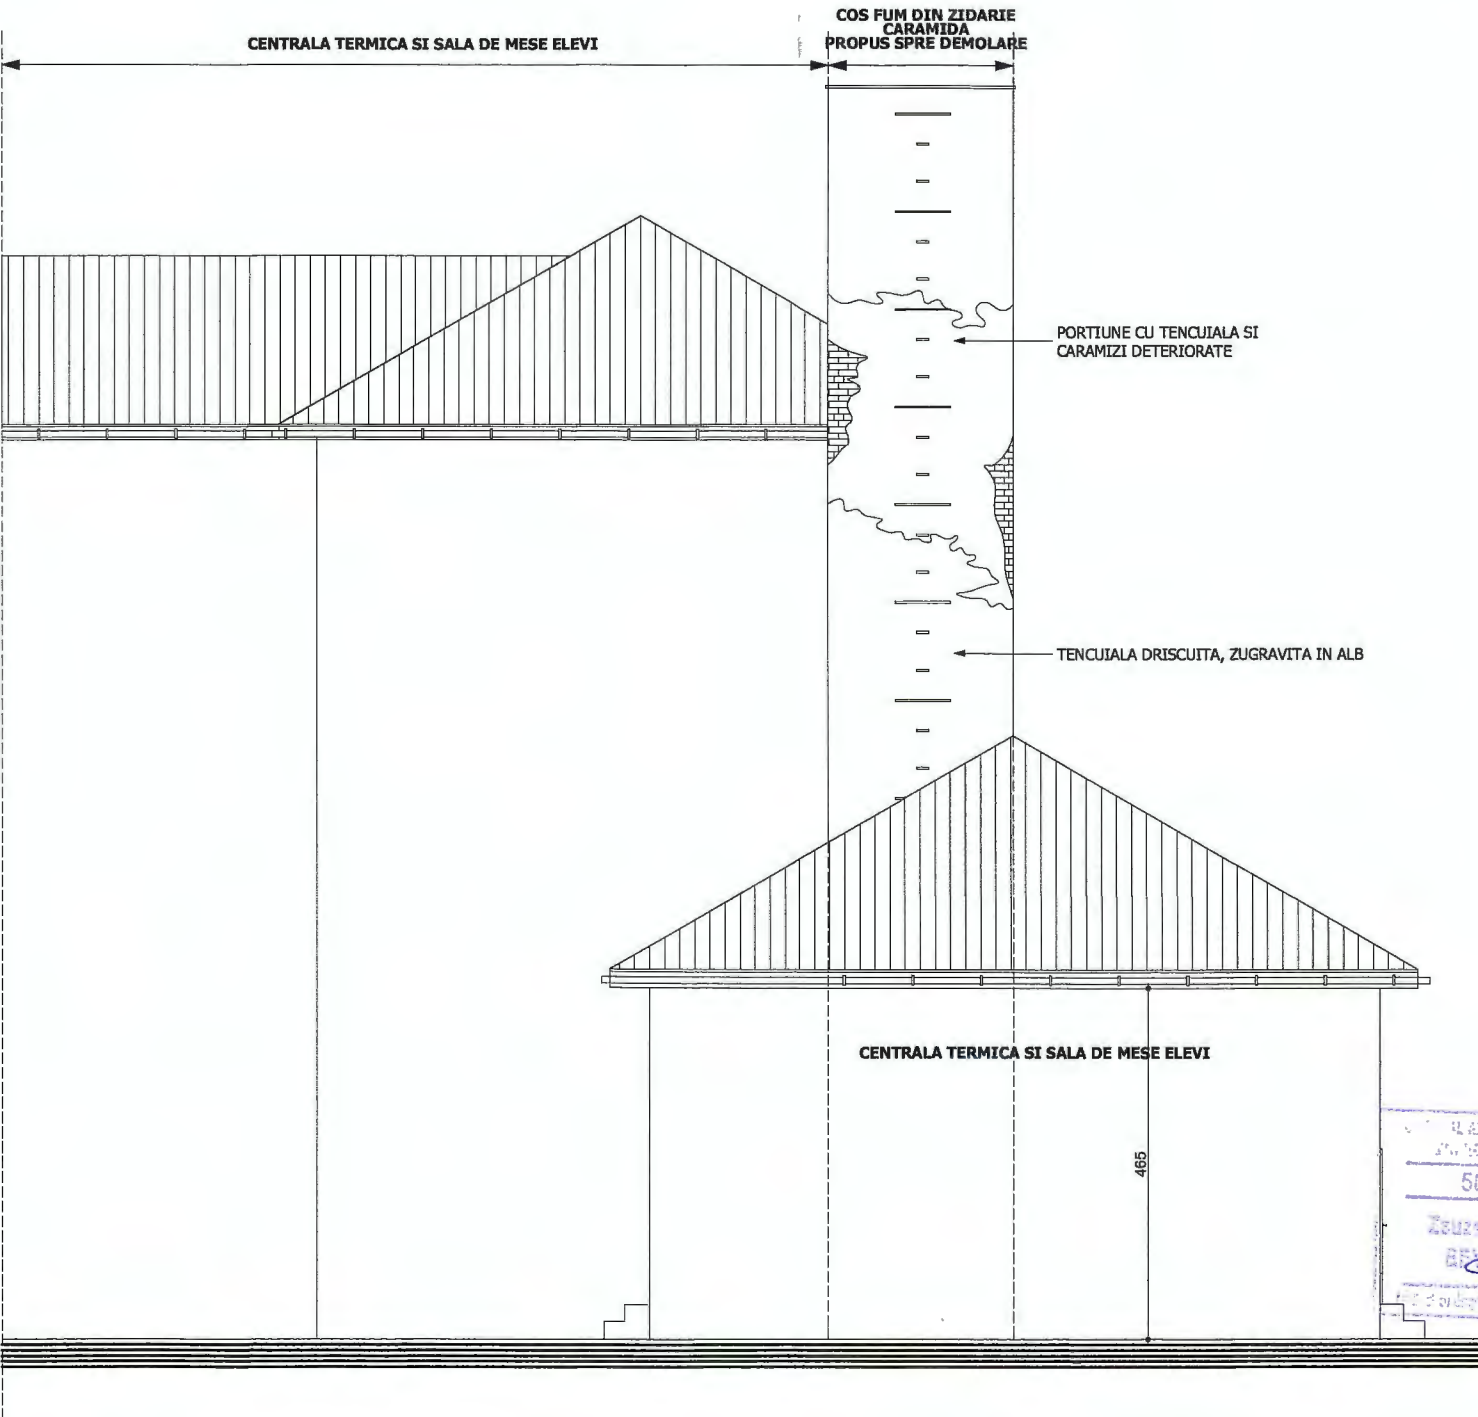 COS FUM DIN ZIDARIE
CARAMIDA
PROPUS SPRE DEMOLARE
CENTRALA TERMICA SI SALA DE MESE ELEVI
PORTIUNE CU TENCUIALA SI
CARAMIZI DETERIORATE
TENCUIALA DRISCUITA, ZUGRAVITA IN ALB
CENTRALA TERMICA SI SALA DE MESE ELEVI
465